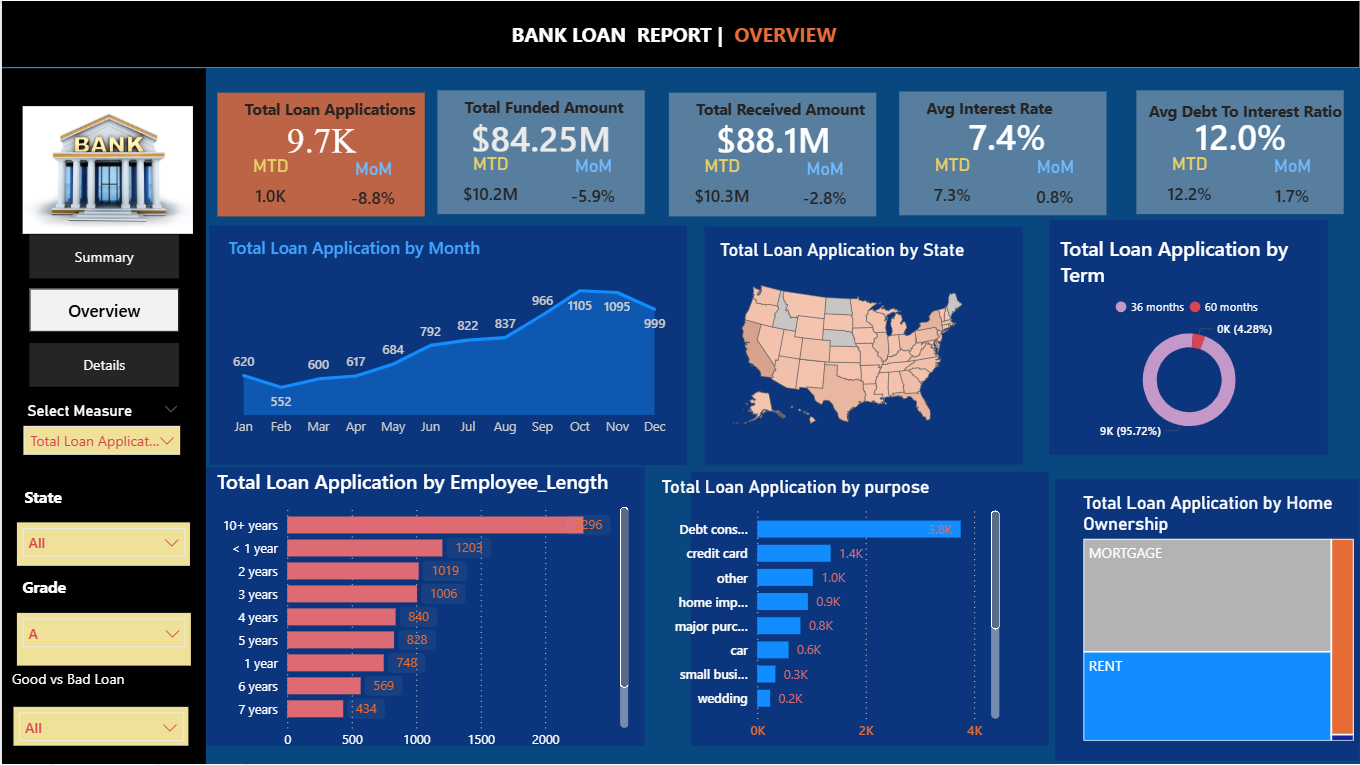 BANK LOAN REPORT | OVERVIEW
BANK
Summary
Overview
Details
Select Measure
Total Loan Applicat...
State
All
Grade
A
Good vs Bad Loan
All
Total Loan Applications
9.7K
MTD MoM
1.0K -8.8%
Total Funded Amount
$84.25M
MTD MoM
$10.2M -5.9%
Total Received Amount
$88.1M
MTD MoM
$10.3M -2.8%
Avg Interest Rate
7.4%
MTD MoM
7.3% 0.8%
Avg Debt To Interest Ratio
12.0%
MTD MoM
12.2% 1.7%
Total Loan Application by Month
620 552 600 617 684 792 822 837 966 1105 1095 999
Jan Feb Mar Apr May Jun Jul Aug Sep Oct Nov Dec
Total Loan Application by State
Total Loan Application by
Term
36 months 60 months
0K (4.28%)
9K (95.72%)
Total Loan Application by Employee_Length
10+ years 2296
< 1 year 1203
2 years 1019
3 years 1006
4 years 840
5 years 828
1 year 748
6 years 569
7 years 434
0 500 1000 1500 2000
Total Loan Application by purpose
Debt cons... 3.8K
credit card 1.4K
other 1.0K
home imp... 0.9K
major purc... 0.8K
car 0.6K
small busi... 0.3K
wedding 0.2K
0K 2K 4K
Total Loan Application by Home
Ownership
MORTGAGE
RENT